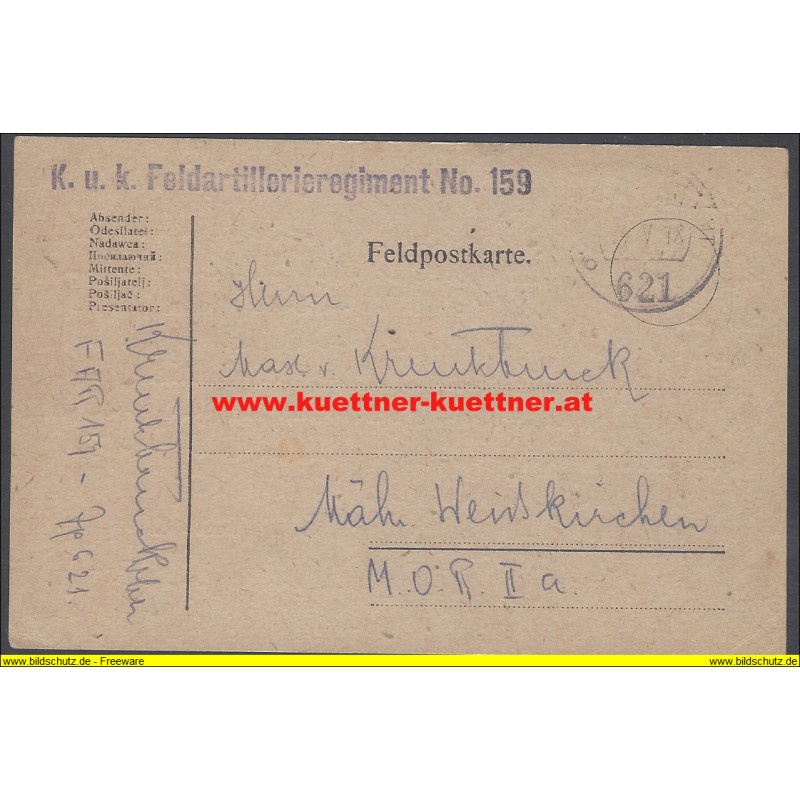 K. u. k. Feldartillerieregiment No. 159
Absender:
Odesílatel:
Nadawca:
Посилаючий:
Mittente:
Pošiljatelj:
Pošiljač:
Presentator:
Feldpostkarte.
V 18
621
Herrn
Max v.
www.kuettner-kuettner.at
Mähr Weisskirchen
M.O.R. II a.
FAR 159 - Fp 621.
www.bildschutz.de - Freeware
www.bildschutz.de